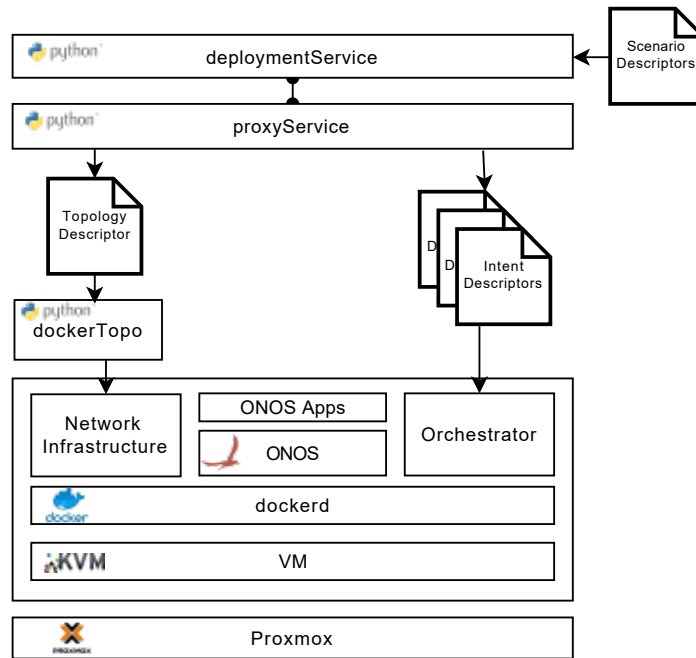 python
deploymentService
Scenario
Descriptors
python
proxyService
Topology
Descriptor
D
D
Intent
Descriptors
python
dockerTopo
Network
Infrastructure
ONOS Apps
ONOS
Orchestrator
docker
dockerd
KVM
VM
PROXMOX
Proxmox